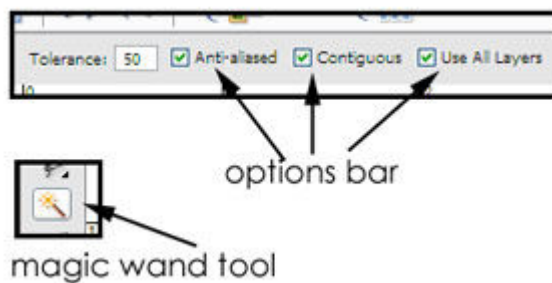 Tolerance: 50 Anti-aliased Contiguous Use All Layers
options bar
magic wand tool